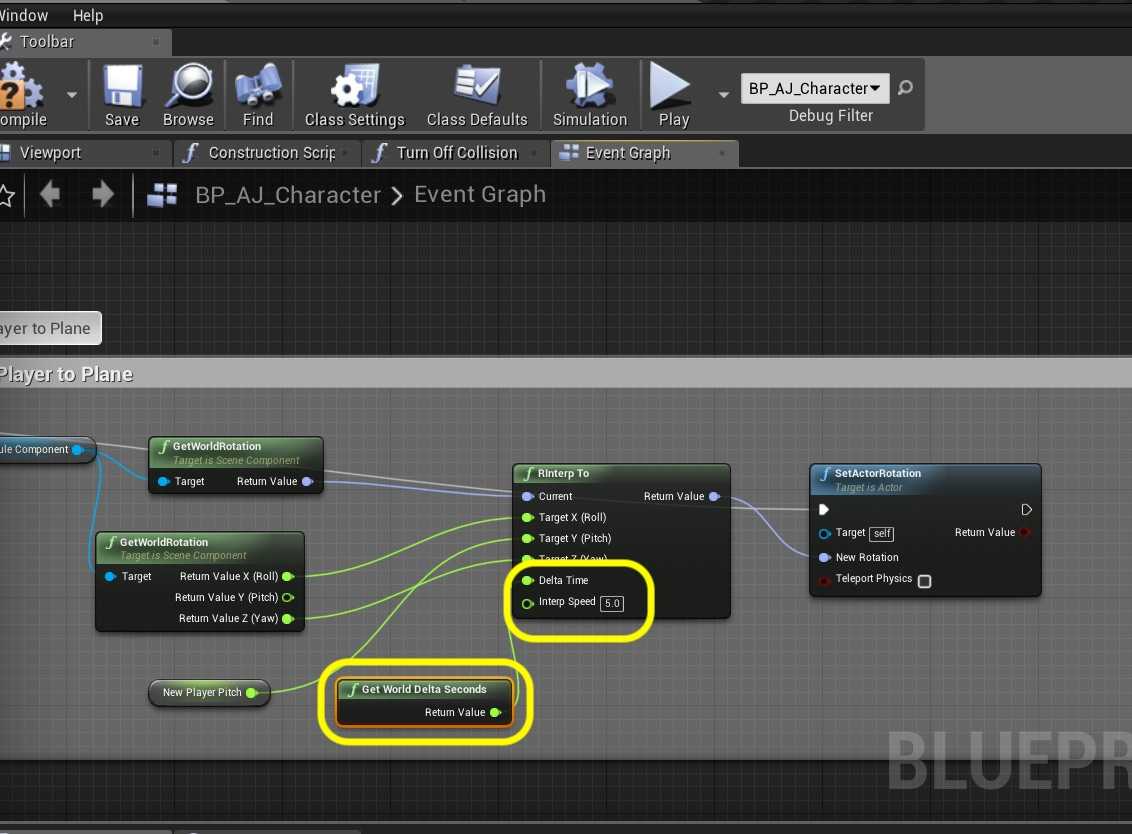 Window Help
Toolbar
Compile Save Browse Find Class Settings Class Defaults Simulation Play
BP_AJ_Character
Debug Filter
Viewport Construction Scrip Turn Off Collision Event Graph
BP_AJ_Character Event Graph
ayer to Plane
Player to Plane
ule Component
GetWorldRotation
Target is Scene Component
Target Return Value
GetWorldRotation
Target is Scene Component
Target Return Value X (Roll)
Return Value Y (Pitch)
Return Value Z (Yaw)
New Player Pitch
Get World Delta Seconds
Return Value
RInterp To
Current Return Value
Target X (Roll)
Target Y (Pitch)
Target Z (Yaw)
Delta Time
Interp Speed 5.0
SetActorRotation
Target is Actor
Target self Return Value
New Rotation
Teleport Physics
BLUEPR